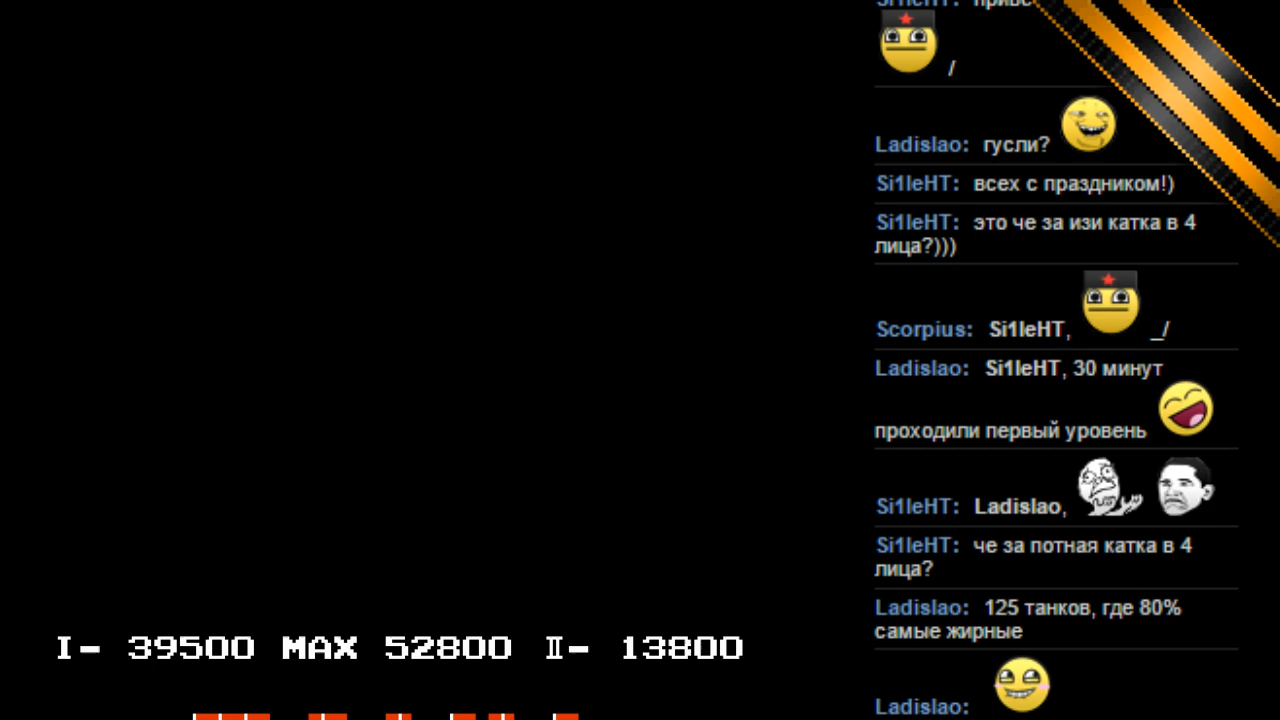 Si1leHT: приве
/
Ladislao: гусли?
Si1leHT: всех с праздником!)
Si1leHT: это че за изи катка в 4
лица?)))
Scorpius: Si1leHT, _/
Ladislao: Si1leHT, 30 минут
проходили первый уровень
Si1leHT: Ladislao,
Si1leHT: че за потная катка в 4
лица?
Ladislao: 125 танков, где 80%
самые жирные
Ladislao:
I- 39500 MAX 52800 II- 13800